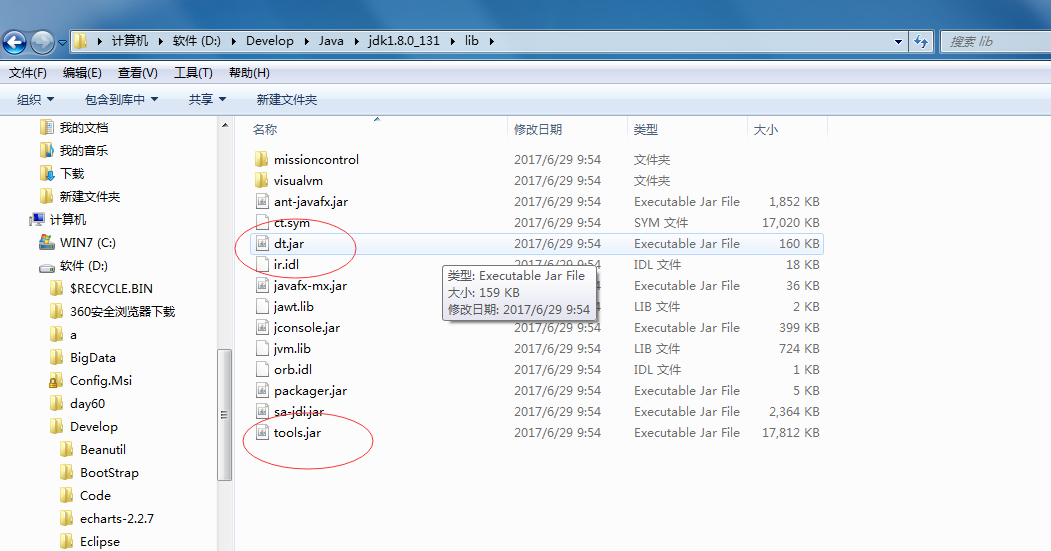 计算机 软件 (D:) Develop Java jdk1.8.0_131 lib 搜索 lib
文件(F) 编辑(E) 查看(V) 工具(T) 帮助(H)
组织 包含到库中 共享 新建文件夹
我的文档
我的音乐
下载
新建文件夹
计算机
WIN7 (C:)
软件 (D:)
$RECYCLE.BIN
360安全浏览器下载
a
BigData
Config.Msi
day60
Develop
Beanutil
BootStrap
Code
echarts-2.2.7
Eclipse
名称 修改日期 类型 大小
missioncontrol 2017/6/29 9:54 文件夹
visualvm 2017/6/29 9:54 文件夹
ant-javafx.jar 2017/6/29 9:54 Executable Jar File 1,852 KB
ct.sym 2017/6/29 9:54 SYM 文件 17,020 KB
dt.jar 2017/6/29 9:54 Executable Jar File 160 KB
ir.idl 2017/6/29 9:54 IDL 文件 18 KB
javafx-mx.jar Executable Jar File 36 KB
jawt.lib LIB 文件 2 KB
jconsole.jar 2017/6/29 9:54 Executable Jar File 399 KB
jvm.lib 2017/6/29 9:54 LIB 文件 724 KB
orb.idl 2017/6/29 9:54 IDL 文件 1 KB
packager.jar 2017/6/29 9:54 Executable Jar File 5 KB
sa-jdi.jar 2017/6/29 9:54 Executable Jar File 2,364 KB
tools.jar 2017/6/29 9:54 Executable Jar File 17,812 KB
类型: Executable Jar File
大小: 159 KB
修改日期: 2017/6/29 9:54